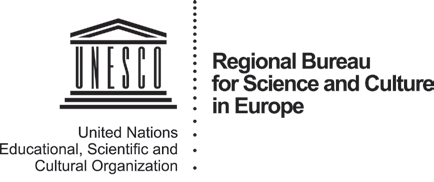 UNESCO
United Nations
Educational, Scientific and
Cultural Organization
Regional Bureau
for Science and Culture
in Europe